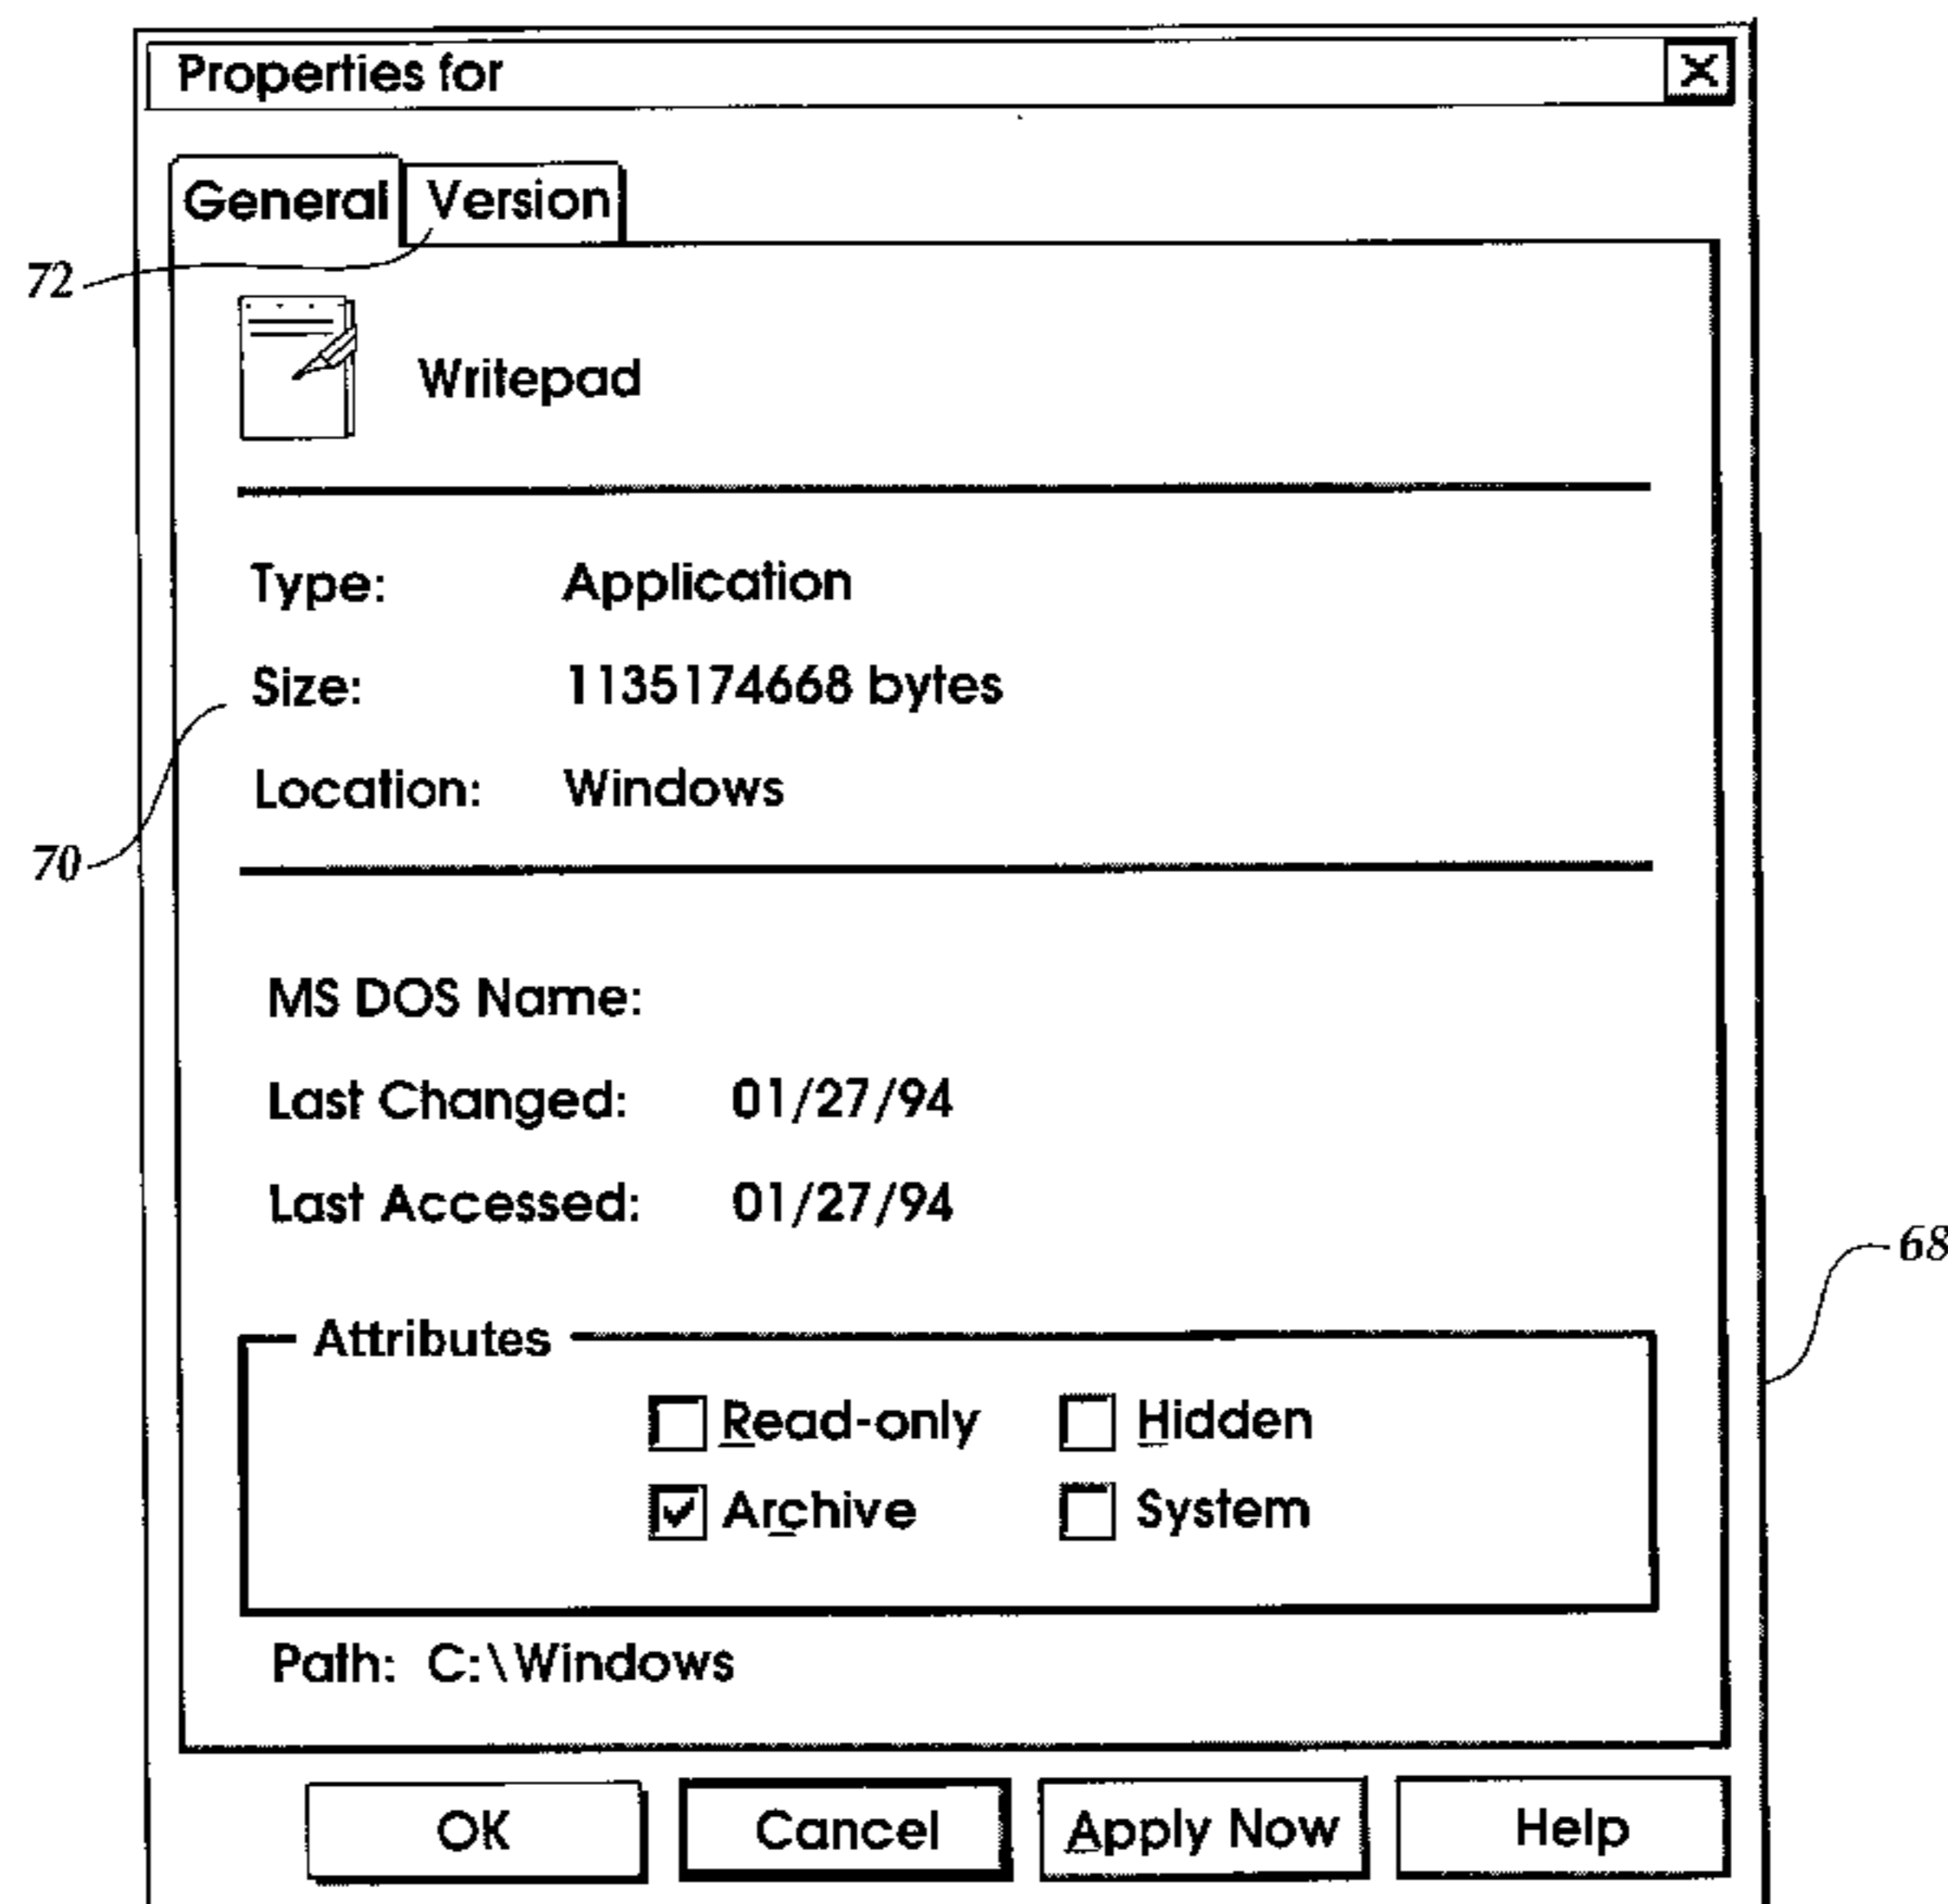 Properties for X
General Version
72
Writepad
Type: Application
Size: 1135174668 bytes
Location: Windows
70
MS DOS Name:
Last Changed: 01/27/94
Last Accessed: 01/27/94
68
Attributes
Read-only Hidden
Archive System
Path: C:\Windows
OK Cancel Apply Now Help